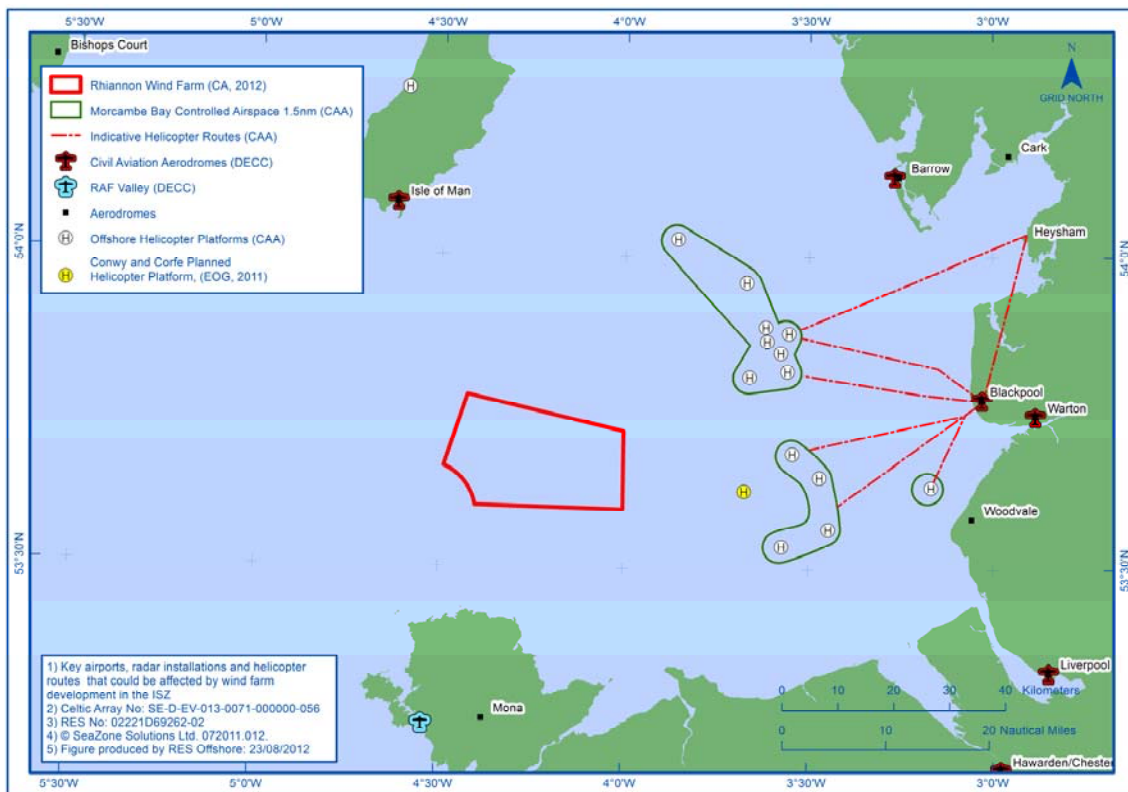 5°30'W
5°0'W
4°30'W
4°0'W
3°30'W
3°0'W
Bishops Court
N
GRID NORTH
Rhiannon Wind Farm (CA, 2012)
Morcambe Bay Controlled Airspace 1.5nm (CAA)
Indicative Helicopter Routes (CAA)
Civil Aviation Aerodromes (DECC)
RAF Valley (DECC)
Aerodromes
H Offshore Helicopter Platforms (CAA)
Conwy and Corfe Planned
H Helicopter Platform, (EOG, 2011)
H
Cark
Barrow
Isle of Man
Heysham
54°0'N
54°0'N
H
H
H
H
H
H
H
H
Blackpool
Warton
H
H
H
H
Woodvale
H
H
53°30'N
53°30'N
1) Key airports, radar installations and helicopter
routes that could be affected by wind farm
development in the ISZ
2) Celtic Array No: SE-D-EV-013-0071-000000-056
3) RES No: 02221D69262-02
4) © SeaZone Solutions Ltd. 072011.012.
5) Figure produced by RES Offshore: 23/08/2012
Mona
Liverpool
0 10 20 30 40 Kilometers
0 10 20 Nautical Miles
Hawarden/Chester
5°30'W
5°0'W
4°30'W
4°0'W
3°30'W
3°0'W